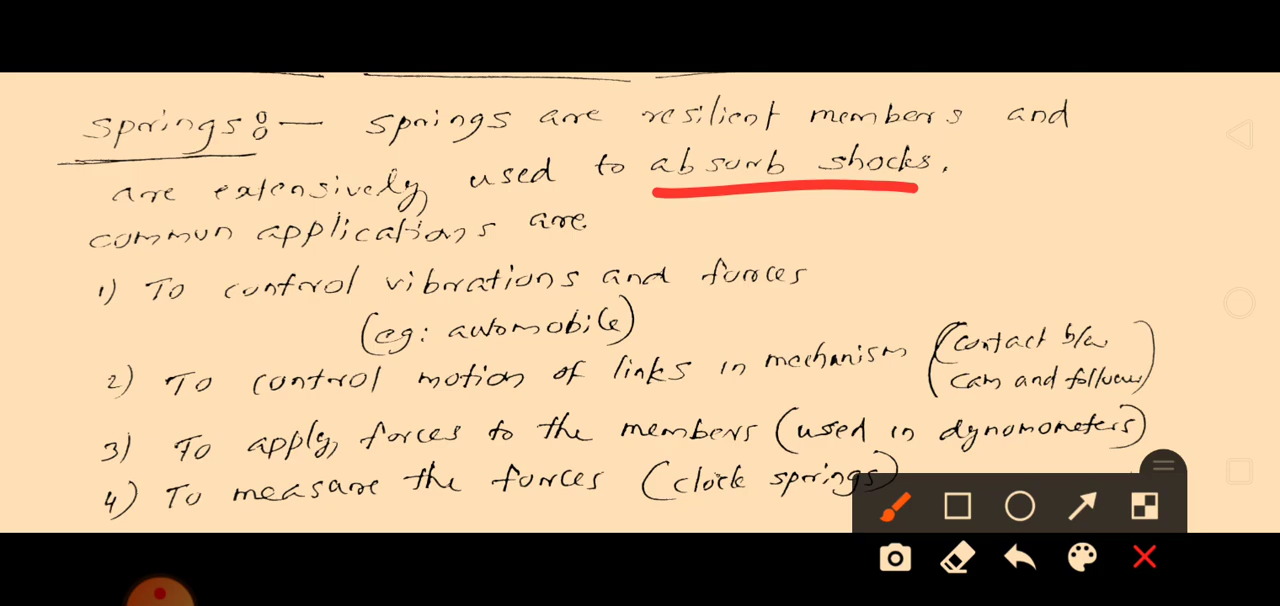 Springs:— Springs are resilient members and
are extensively used to absurb shocks.
common applications are.
1) To control vibrations and forces
(eg: automobile)
2) To control motion of links in mechanism (contact b/w
cam and follower)
3) To apply forces to the members (used in dynomometers)
4) To measure the forces (clock springs)